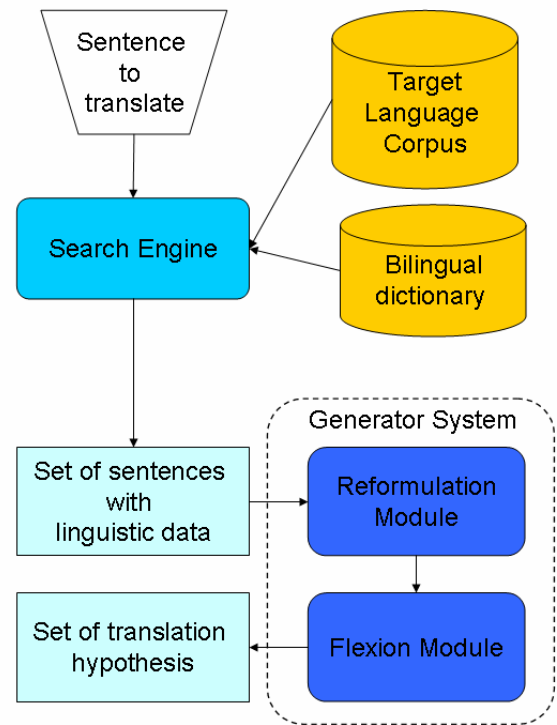 Sentence
to
translate
Target
Language
Corpus
Search Engine
Bilingual
dictionary
Generator System
Set of sentences
with
linguistic data
Reformulation
Module
Set of translation
hypothesis
Flexion Module